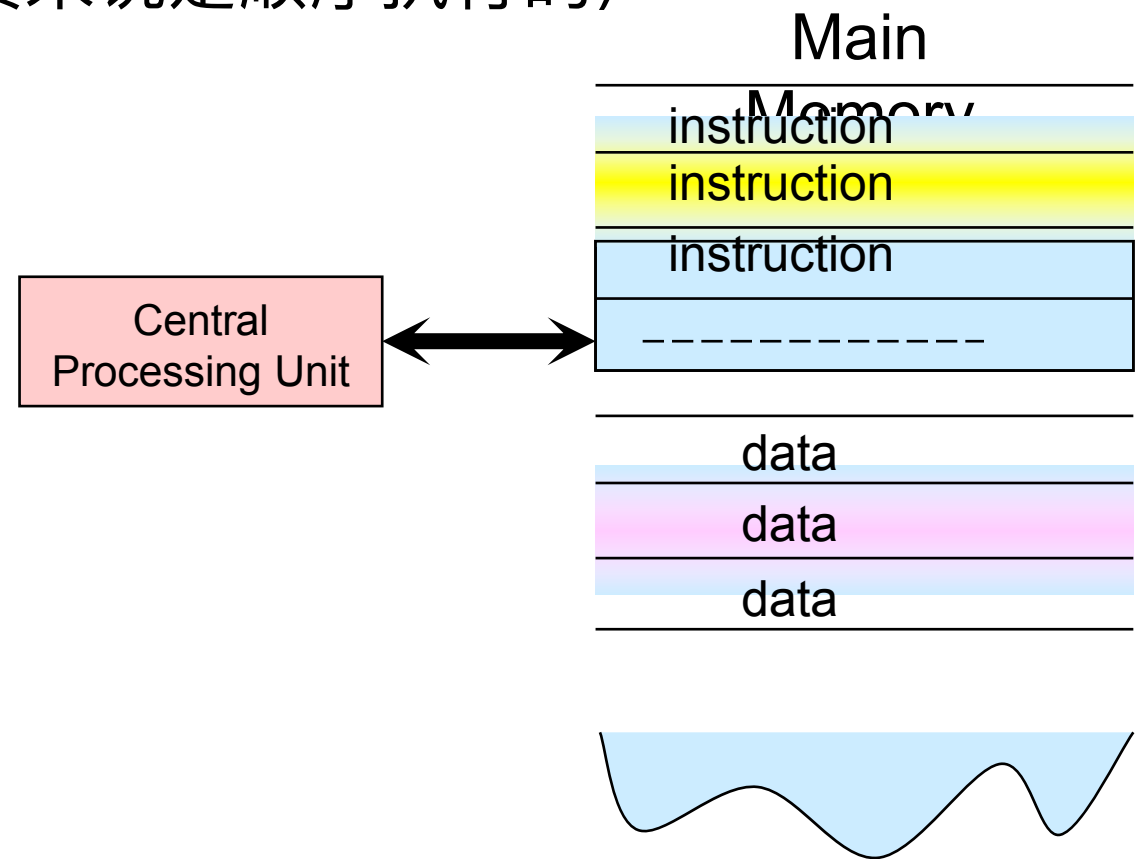 Main
Memory
instruction
instruction
instruction
Central
Processing Unit
data
data
data